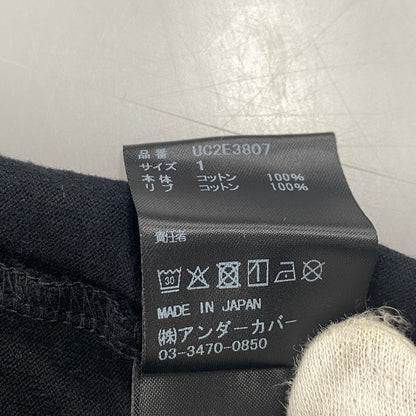 品番 UC2E3807
サイズ 1
本体 コットン 100%
リブ コットン 100%
責任者
30
MADE IN JAPAN
㈱アンダーカバー
03-3470-0850